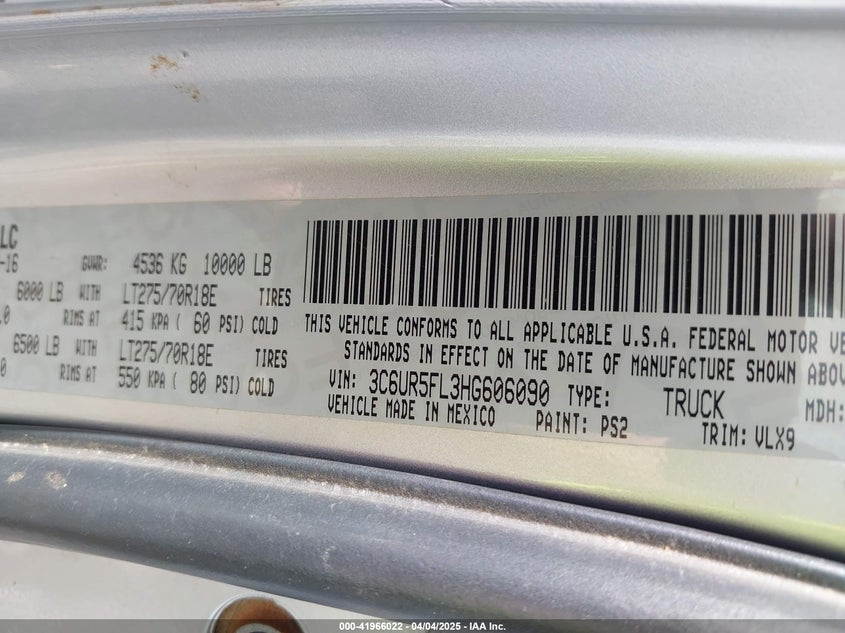 LC
-16 GVWR: 4536 KG 10000 LB
6000 LB WITH LT275/70R18E TIRES
.0 RIMS AT 415 KPA ( 60 PSI) COLD
6500 LB WITH LT275/70R18E TIRES
0 RIMS AT 550 KPA ( 80 PSI) COLD
THIS VEHICLE CONFORMS TO ALL APPLICABLE U.S.A. FEDERAL MOTOR VE
STANDARDS IN EFFECT ON THE DATE OF MANUFACTURE SHOWN ABOV
VIN: 3C6UR5FL3HG606090 TYPE: TRUCK MDH:
VEHICLE MADE IN MEXICO PAINT: PS2 TRIM: VLX9
000-41966022 - 04/04/2025 - IAA Inc.